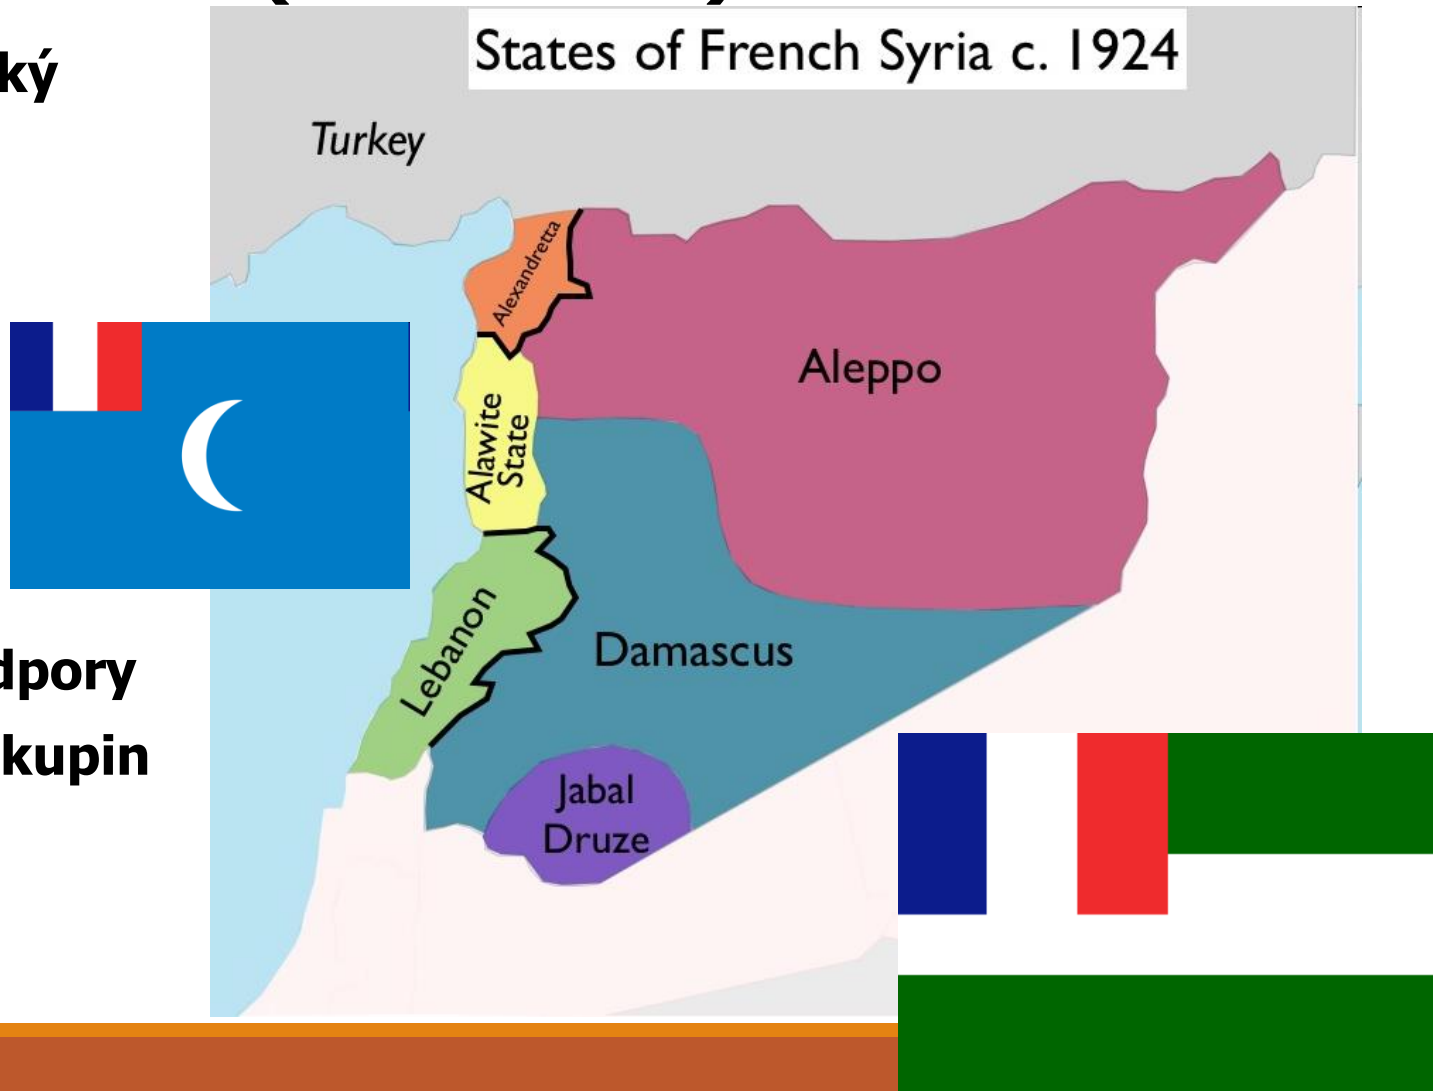 States of French Syria c. 1924
ký
Turkey
Alexandretta
Aleppo
Alawite
State
Lebanon
Damascus
dpory
kupin
Jabal
Druze